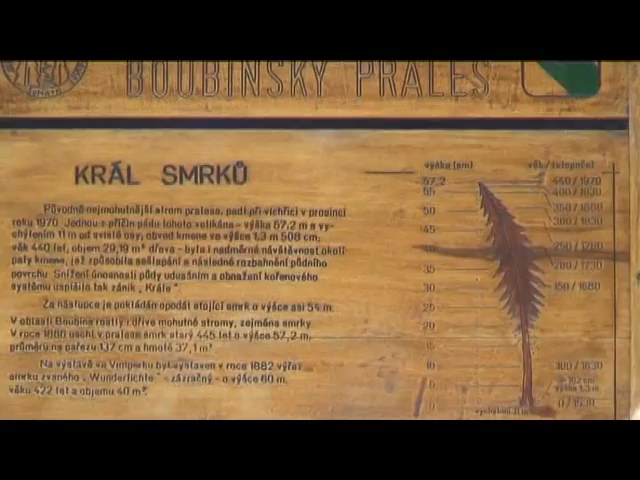 BOUBÍNSKÝ PRALES
KRÁL SMRKŮ
Původně nejmohutnější strom pralesa, padl při vichřici v prosinci
roku 1970. Jednou z příčin pádu tohoto velikána - výška 57,2 m a vy-
chýlením 11 m od svislé osy, obvod kmene ve výšce 1,3 m 508 cm,
věk 440 let, objem 29,19 m³ dřeva - byla i nadměrná návštěvnost okolí
paty kmene, jež způsobila sešlapání a následné rozbahnění půdního
povrchu. Snížení únosnosti půdy udusáním a obnažení kořenového
systému uspíšilo tak zánik „Krále".
Za nástupce je pokládán opodál stojící smrk o výšce asi 54 m.
V oblasti Boubína rostly i dříve mohutné stromy, zejména smrky
V roce 1880 uschl v pralese smrk starý 445 let o výšce 57,2 m,
průměru na pařezu 137 cm a hmotě 37,1 m³
Na výstavě ve Vimperku byl vystaven v roce 1882 výřez
smrku zvaného „Wunderfichte" - zázračný - o výšce 60 m,
věku 422 let a objemu 40 m³.
výška (m) věk / (letopočet)
57,2 440 / 1970
55 400 / 1930
50 350 / 1880
45 300 / 1830
40 250 / 1780
35 200 / 1730
30 150 / 1680
25
20
15
10
5
0 0 / 1530
výška 1,3 m
vychýlení 11 m